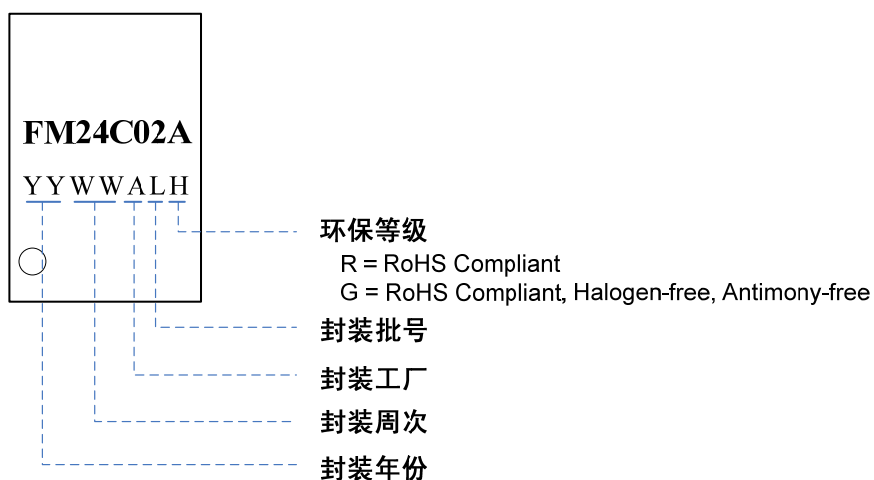 FM24C02A
YYWWALH
环保等级
R = RoHS Compliant
G = RoHS Compliant, Halogen-free, Antimony-free
封装批号
封装工厂
封装周次
封装年份